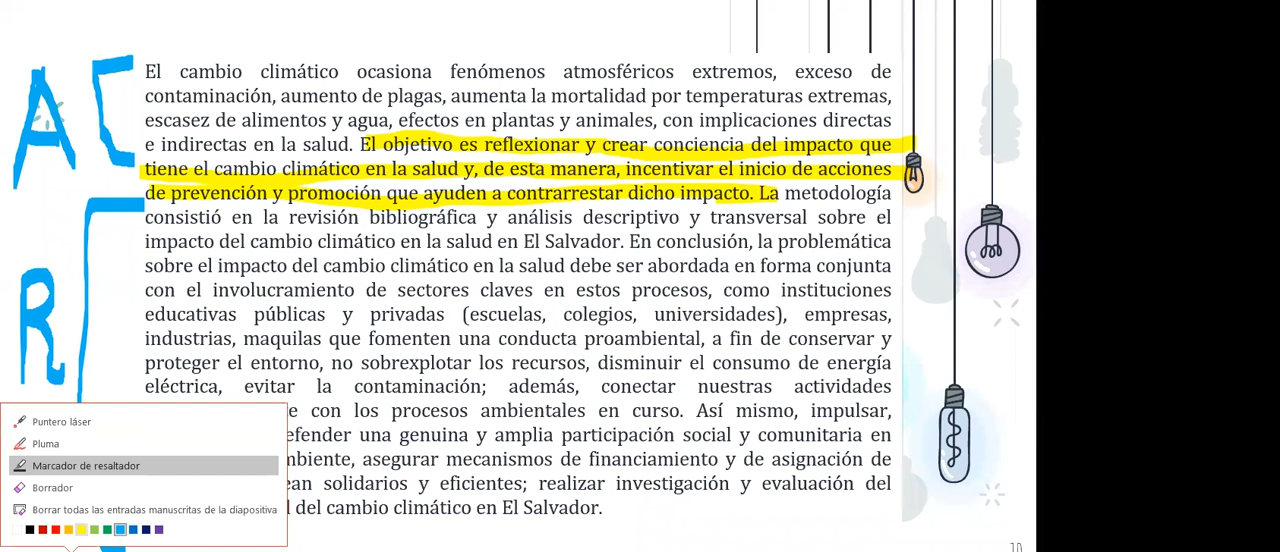 AC
El cambio climático ocasiona fenómenos atmosféricos extremos, exceso de
contaminación, aumento de plagas, aumenta la mortalidad por temperaturas extremas,
escasez de alimentos y agua, efectos en plantas y animales, con implicaciones directas
e indirectas en la salud. El objetivo es reflexionar y crear conciencia del impacto que
tiene el cambio climático en la salud y, de esta manera, incentivar el inicio de acciones
de prevención y promoción que ayuden a contrarrestar dicho impacto. La metodología
consistió en la revisión bibliográfica y análisis descriptivo y transversal sobre el
impacto del cambio climático en la salud en El Salvador. En conclusión, la problemática
sobre el impacto del cambio climático en la salud debe ser abordada en forma conjunta
con el involucramiento de sectores claves en estos procesos, como instituciones
educativas públicas y privadas (escuelas, colegios, universidades), empresas,
R
industrias, maquilas que fomenten una conducta proambiental, a fin de conservar y
proteger el entorno, no sobrexplotar los recursos, disminuir el consumo de energía
eléctrica, evitar la contaminación; además, conectar nuestras actividades
con los procesos ambientales en curso. Así mismo, impulsar,
efender una genuina y amplia participación social y comunitaria en
mbiente, asegurar mecanismos de financiamiento y de asignación de
ean solidarios y eficientes; realizar investigación y evaluación del
l del cambio climático en El Salvador.
Puntero láser
Pluma
Marcador de resaltador
Borrador
Borrar todas las entradas manuscritas de la diapositiva